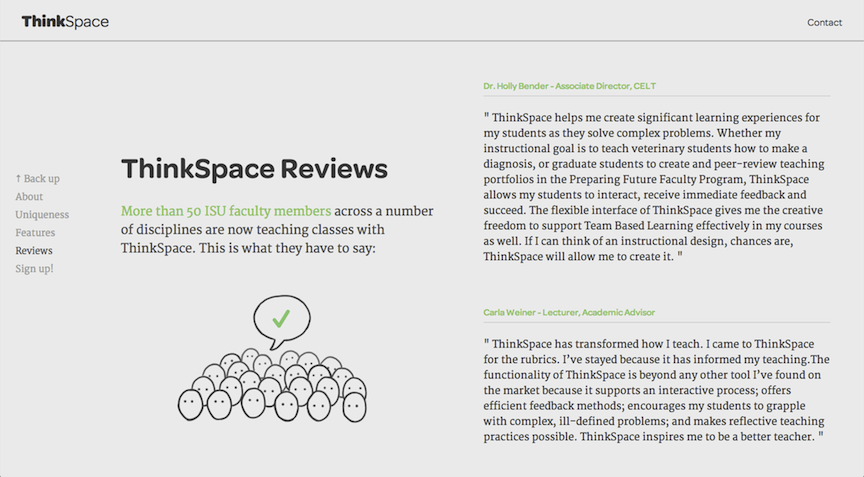 ThinkSpace
Contact
↑ Back up
About
Uniqueness
Features
Reviews
Sign up!
ThinkSpace Reviews
More than 50 ISU faculty members across a number
of disciplines are now teaching classes with
ThinkSpace. This is what they have to say:
Dr. Holly Bender - Associate Director, CELT
" ThinkSpace helps me create significant learning experiences for
my students as they solve complex problems. Whether my
instructional goal is to teach veterinary students how to make a
diagnosis, or graduate students to create and peer-review teaching
portfolios in the Preparing Future Faculty Program, ThinkSpace
allows my students to interact, receive immediate feedback and
succeed. The flexible interface of ThinkSpace gives me the creative
freedom to support Team Based Learning effectively in my courses
as well. If I can think of an instructional design, chances are,
ThinkSpace will allow me to create it. "
Carla Weiner - Lecturer, Academic Advisor
" ThinkSpace has transformed how I teach. I came to ThinkSpace
for the rubrics. I've stayed because it has informed my teaching.The
functionality of ThinkSpace is beyond any other tool I've found on
the market because it supports an interactive process; offers
efficient feedback methods; encourages my students to grapple
with complex, ill-defined problems; and makes reflective teaching
practices possible. ThinkSpace inspires me to be a better teacher. "